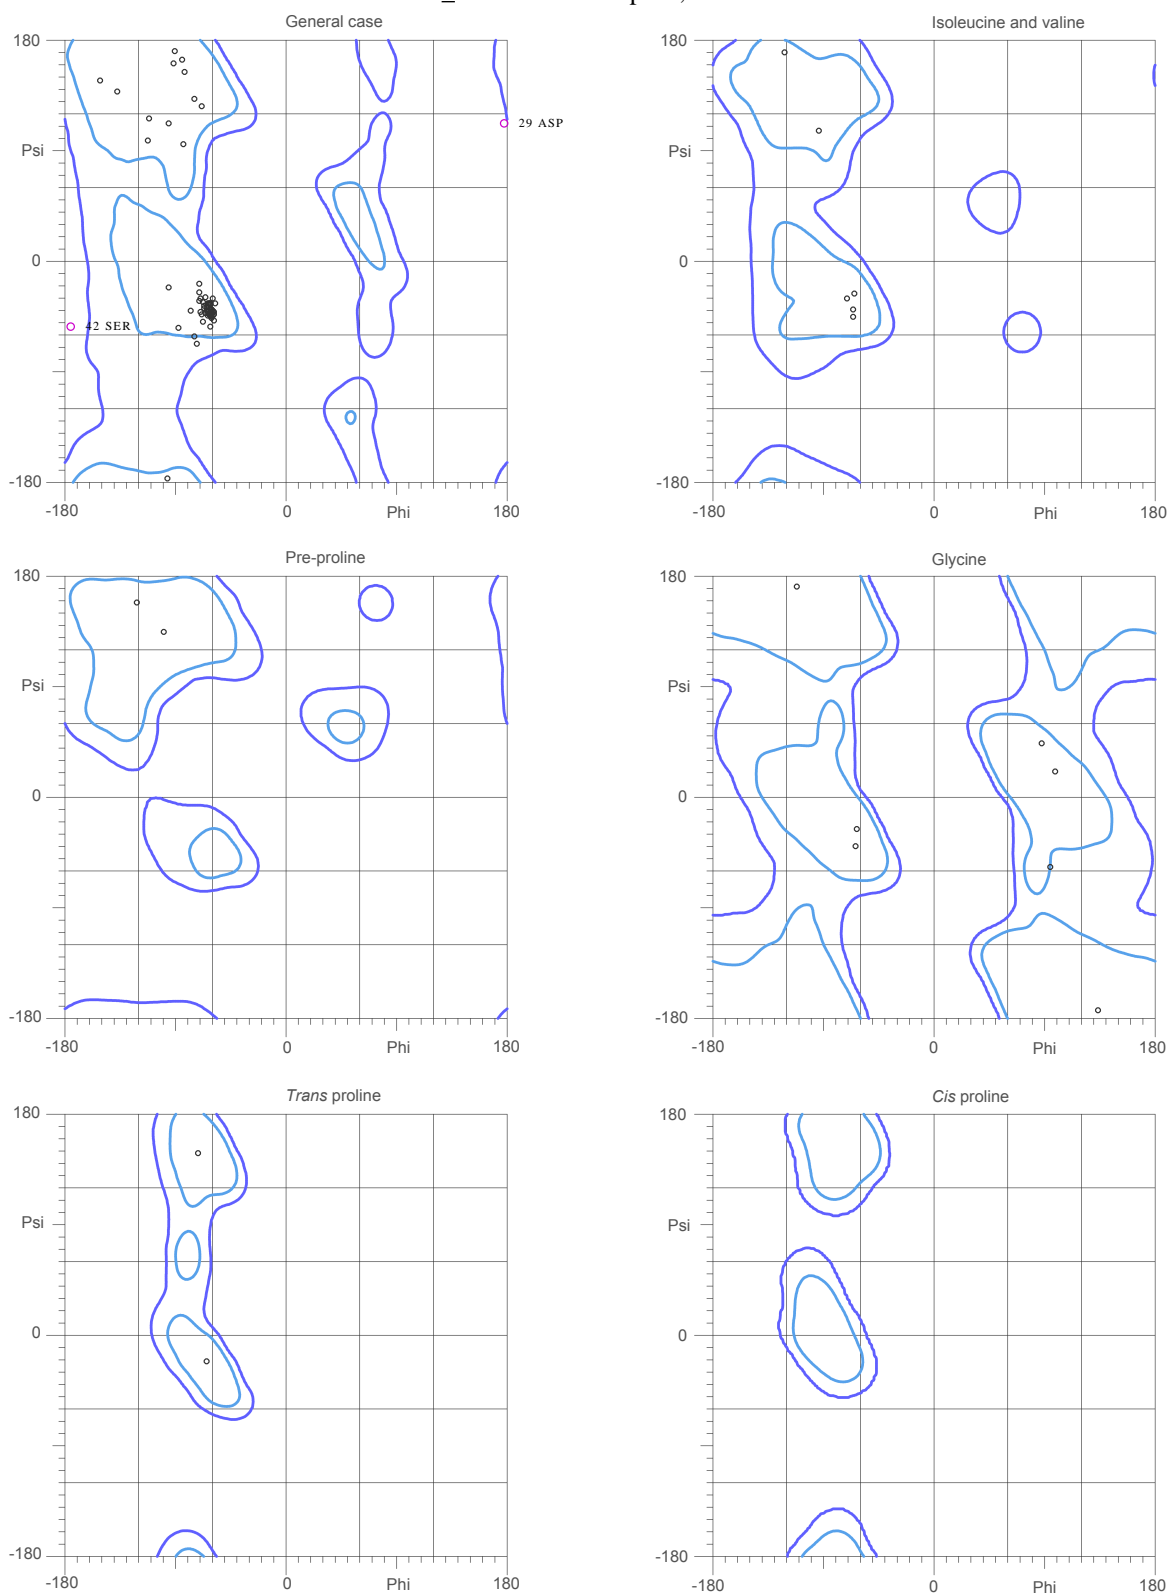 General case
Isoleucine and valine
180
Psi
0
-180
-180
0
Phi
180
29 ASP
42 SER
180
Psi
0
-180
-180
0
Phi
180
Pre-proline
Glycine
180
Psi
0
-180
-180
0
Phi
180
180
Psi
0
-180
-180
0
Phi
180
Trans proline
Cis proline
180
Psi
0
-180
-180
0
Phi
180
180
Psi
0
-180
-180
0
Phi
180